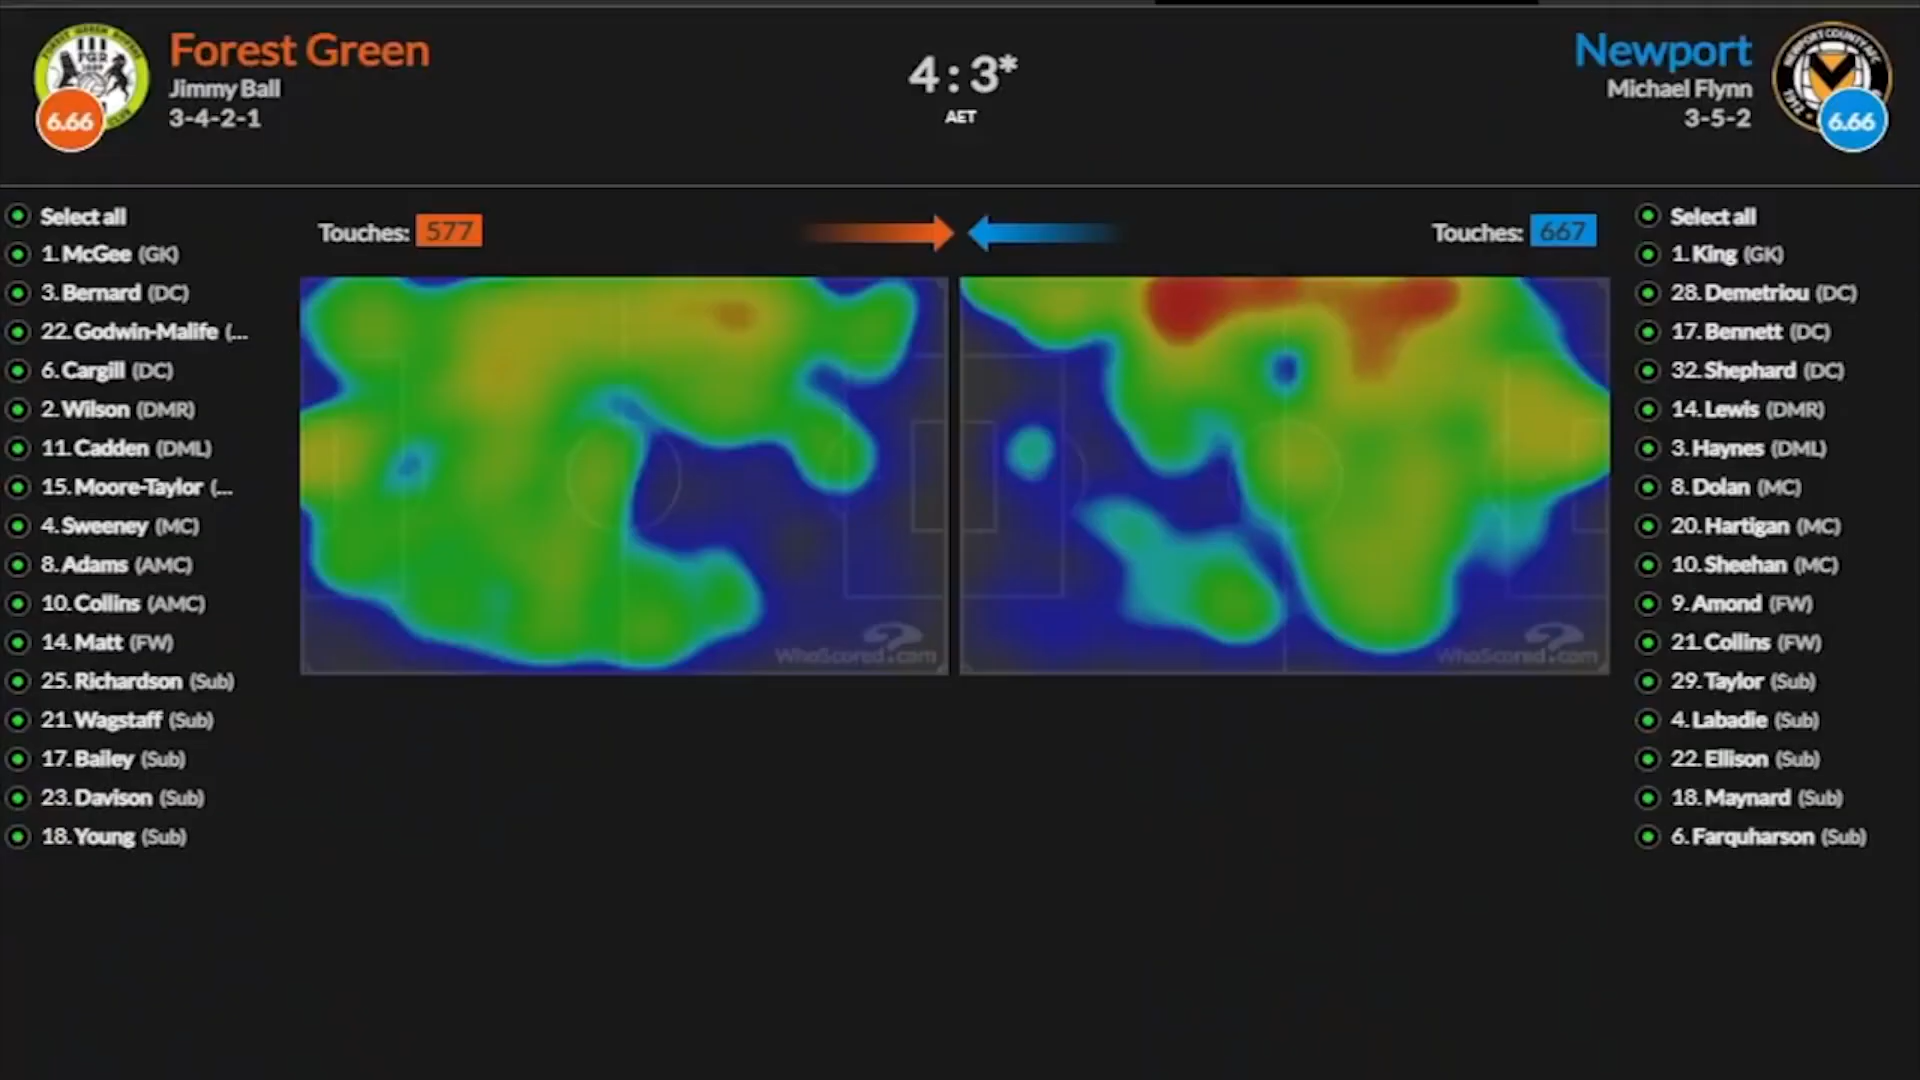 Forest Green
Jimmy Ball
3-4-2-1
6.66
4 : 3*
AET
Newport
Michael Flynn
3-5-2
6.66
Select all
1. McGee (GK)
3. Bernard (DC)
22. Godwin-Malife (...
6. Cargill (DC)
2. Wilson (DMR)
11. Cadden (DML)
15. Moore-Taylor (...
4. Sweeney (MC)
8. Adams (AMC)
10. Collins (AMC)
14. Matt (FW)
25. Richardson (Sub)
21. Wagstaff (Sub)
17. Bailey (Sub)
23. Davison (Sub)
18. Young (Sub)
Touches: 577
Touches: 667
WhoScored.com
WhoScored.com
Select all
1. King (GK)
28. Demetriou (DC)
17. Bennett (DC)
32. Shephard (DC)
14. Lewis (DMR)
3. Haynes (DML)
8. Dolan (MC)
20. Hartigan (MC)
10. Sheehan (MC)
9. Amond (FW)
21. Collins (FW)
29. Taylor (Sub)
4. Labadie (Sub)
22. Ellison (Sub)
18. Maynard (Sub)
6. Farquharson (Sub)